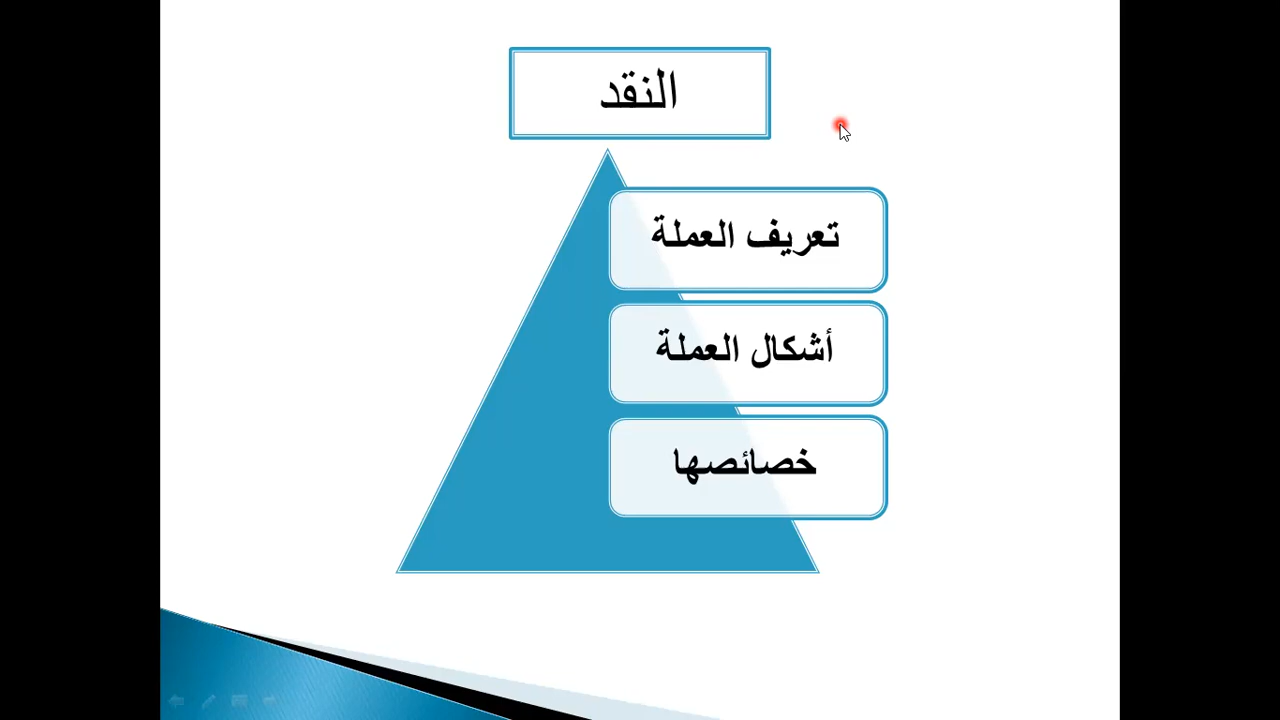 النقد
تعريف العملة
أشكال العملة
خصائصها